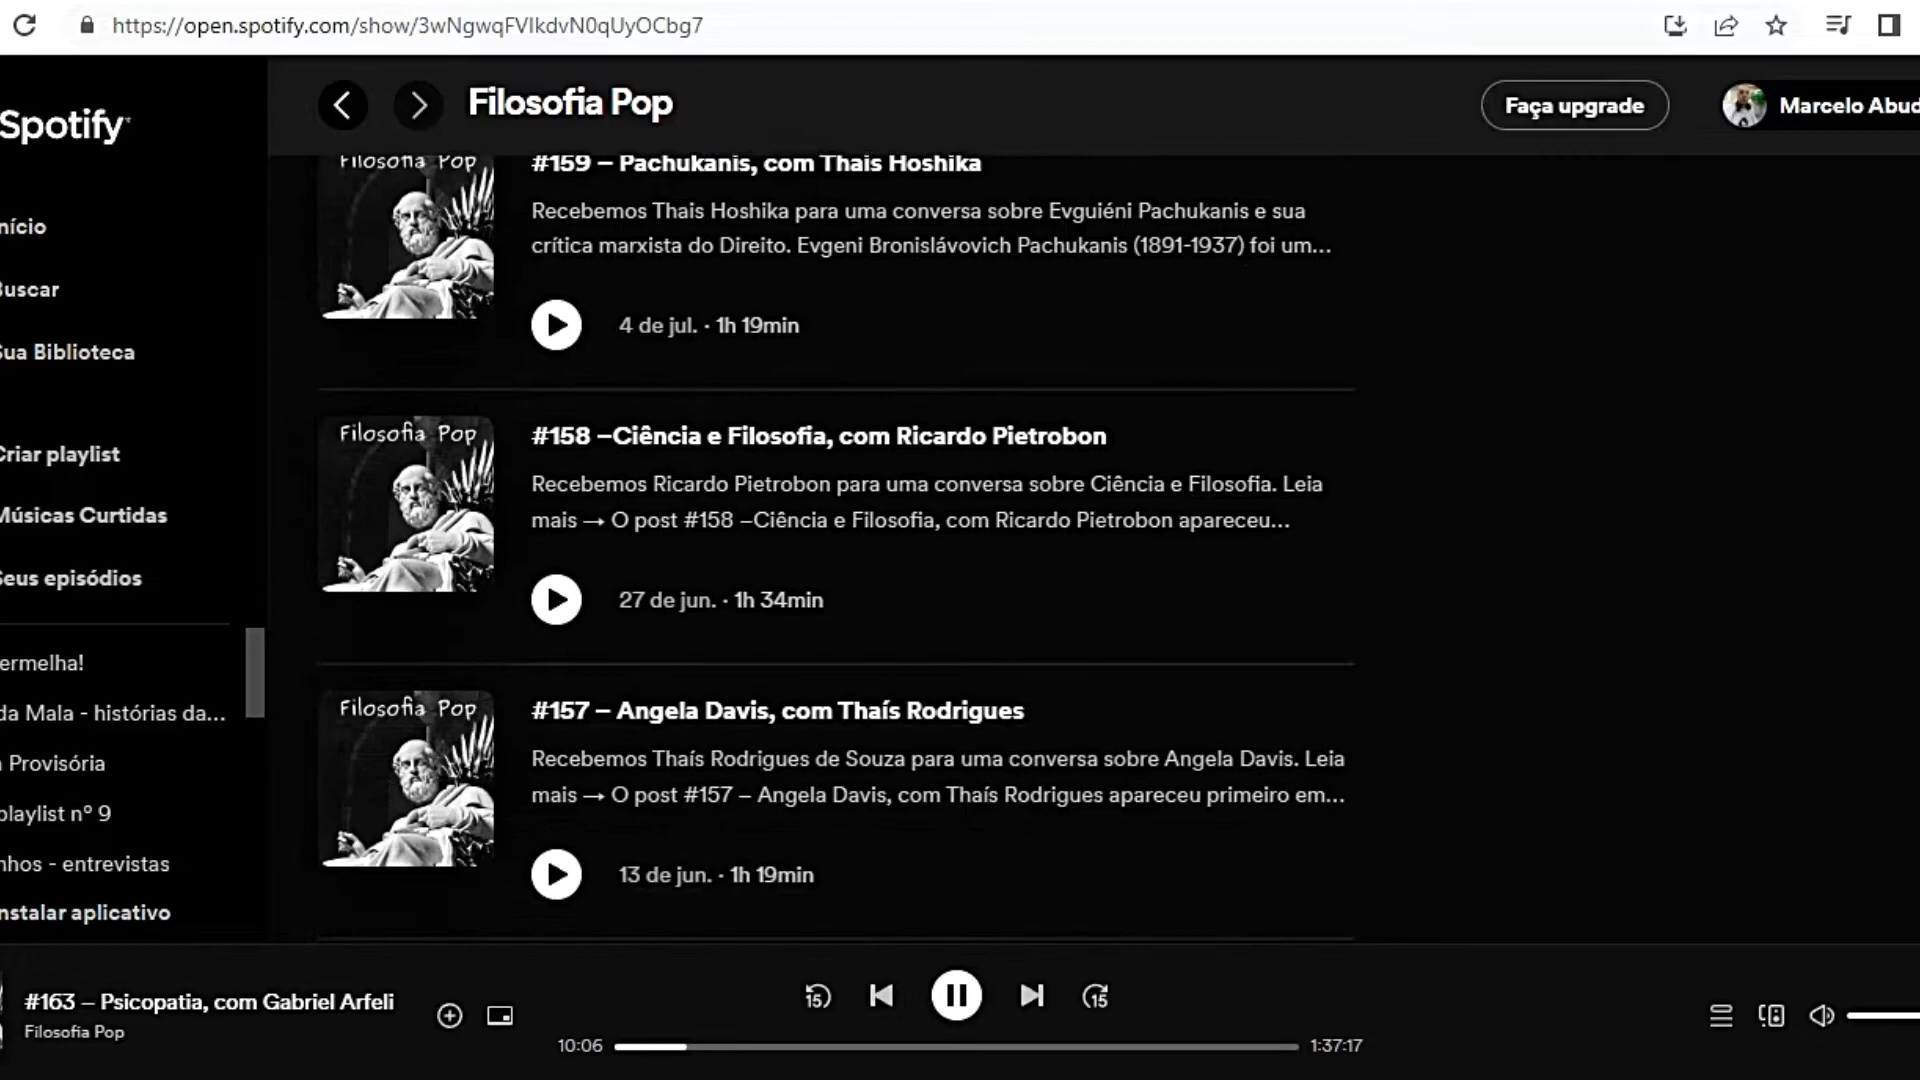 https://open.spotify.com/show/3wNgwqFVIkdvN0qUyOCbg7
Spotify
Filosofia Pop
Faça upgrade
Marcelo Abud
nício
Buscar
Sua Biblioteca
Criar playlist
Músicas Curtidas
Seus episódios
ermelha!
da Mala - histórias da...
Provisória
playlist nº 9
nhos - entrevistas
nstalar aplicativo
Filosofia Pop
#159 – Pachukanis, com Thais Hoshika
Recebemos Thais Hoshika para uma conversa sobre Evguiéni Pachukanis e sua
crítica marxista do Direito. Evgeni Bronislávovich Pachukanis (1891-1937) foi um...
4 de jul. · 1h 19min
Filosofia Pop
#158 –Ciência e Filosofia, com Ricardo Pietrobon
Recebemos Ricardo Pietrobon para uma conversa sobre Ciência e Filosofia. Leia
mais → O post #158 –Ciência e Filosofia, com Ricardo Pietrobon apareceu...
27 de jun. · 1h 34min
Filosofia Pop
#157 – Angela Davis, com Thaís Rodrigues
Recebemos Thaís Rodrigues de Souza para uma conversa sobre Angela Davis. Leia
mais → O post #157 – Angela Davis, com Thaís Rodrigues apareceu primeiro em...
13 de jun. · 1h 19min
#163 – Psicopatia, com Gabriel Arfeli
Filosofia Pop
15
15
10:06
1:37:17